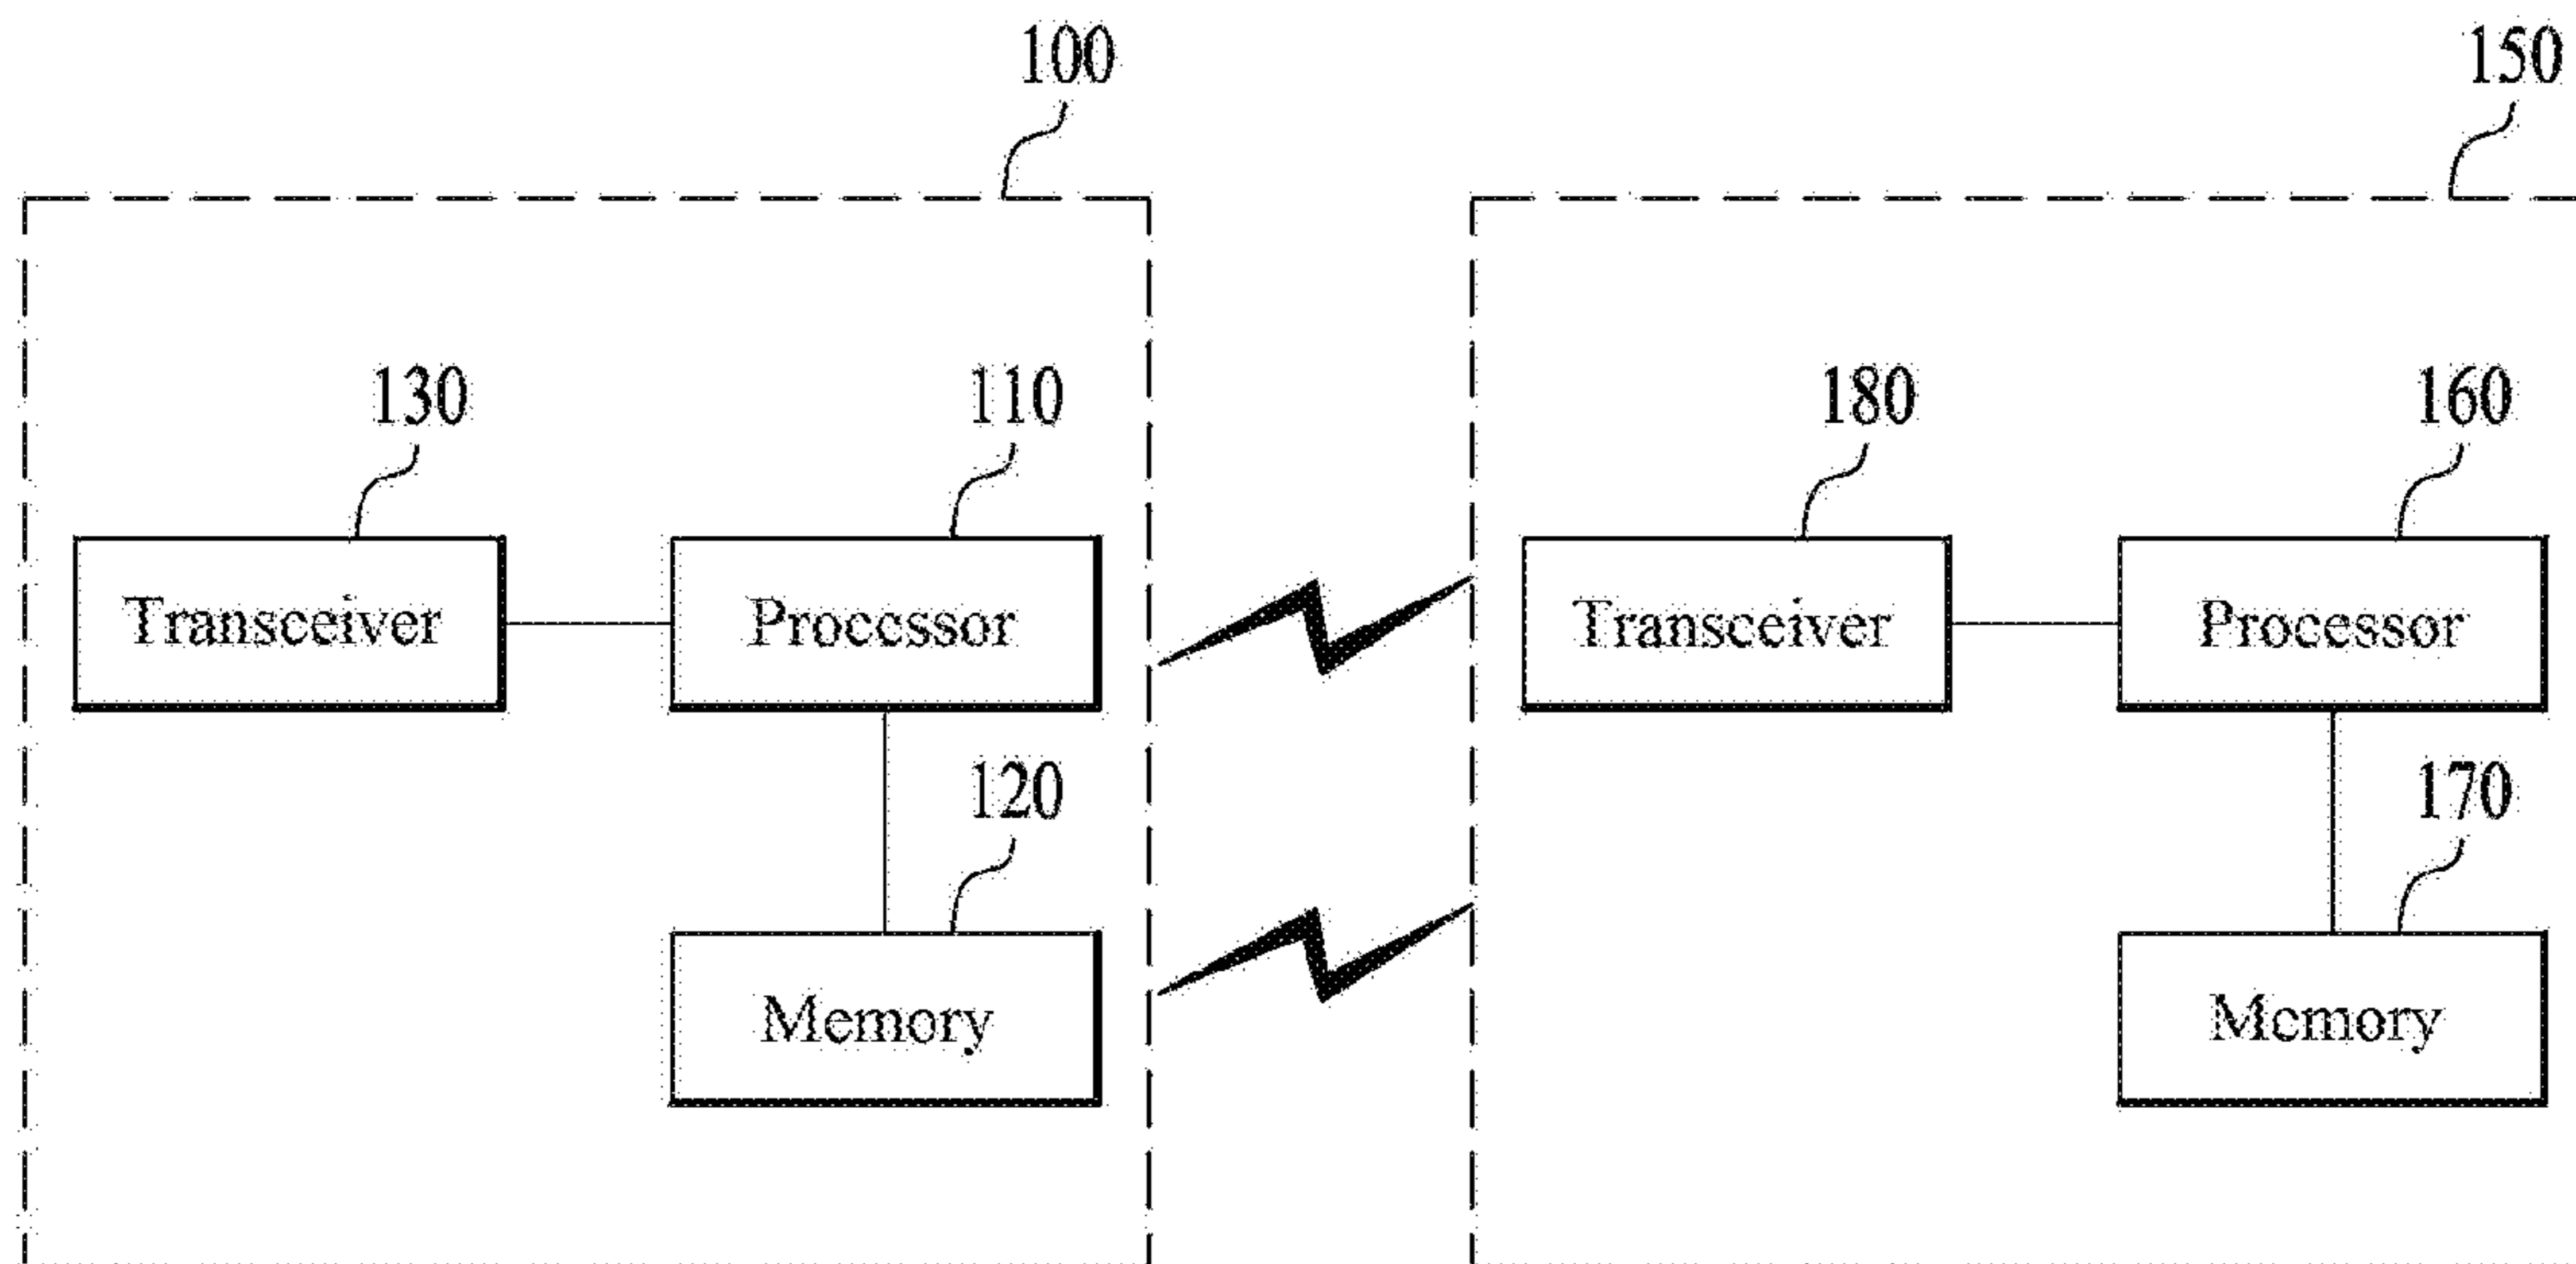 100
150
130
110
180
160
Transceiver
Processor
Transceiver
Processor
120
170
Memory
Memory